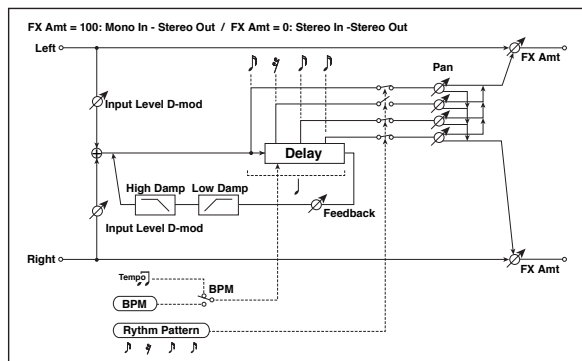 FX Amt = 100: Mono In - Stereo Out / FX Amt = 0: Stereo In -Stereo Out
Left
FX Amt
Pan
Input Level D-mod
Delay
High Damp
Low Damp
Feedback
Input Level D-mod
Right
FX Amt
Tempo
BPM
BPM
Rythm Pattern